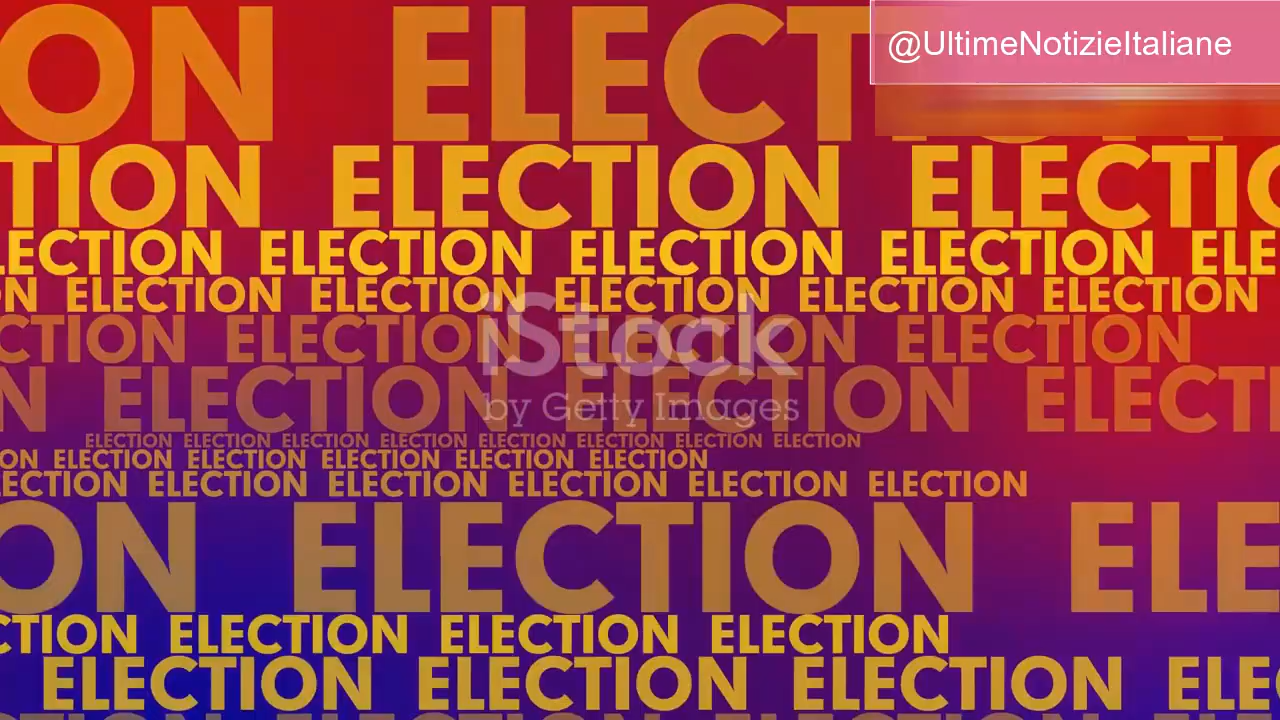 @UltimeNotizieItaliane
ON ELECT
TION ELECTION ELECTIO
LECTION ELECTION ELECTION ELECTION ELE
ON ELECTION ELECTION ELECTION ELECTION ELECTION
CTION ELECTION ELECTION ELECTION
iStock
N ELECTION ELECTION ELECTI
by Getty Images
ELECTION ELECTION ELECTION ELECTION ELECTION ELECTION ELECTION ELECTION
ON ELECTION ELECTION ELECTION ELECTION ELECTION
ECTION ELECTION ELECTION ELECTION ELECTION ELECTION
ON ELECTION ELE
CTION ELECTION ELECTION ELECTION
ELECTION ELECTION ELECTION ELE